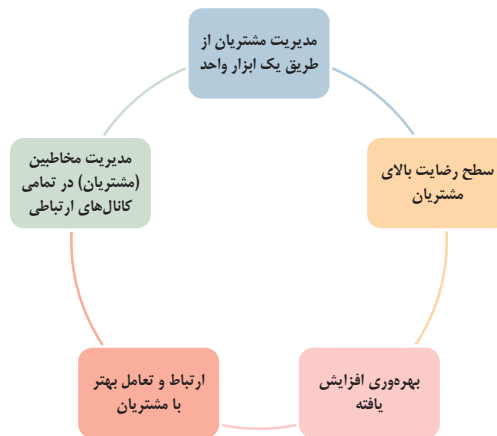 مدیریت مشتریان از
طریق یک ابزار واحد
سطح رضایت بالای
مشتریان
بهره‌وری افزایش
یافته
ارتباط و تعامل بهتر
با مشتریان
مدیریت مخاطبین
(مشتریان) در تمامی
کانال‌های ارتباطی